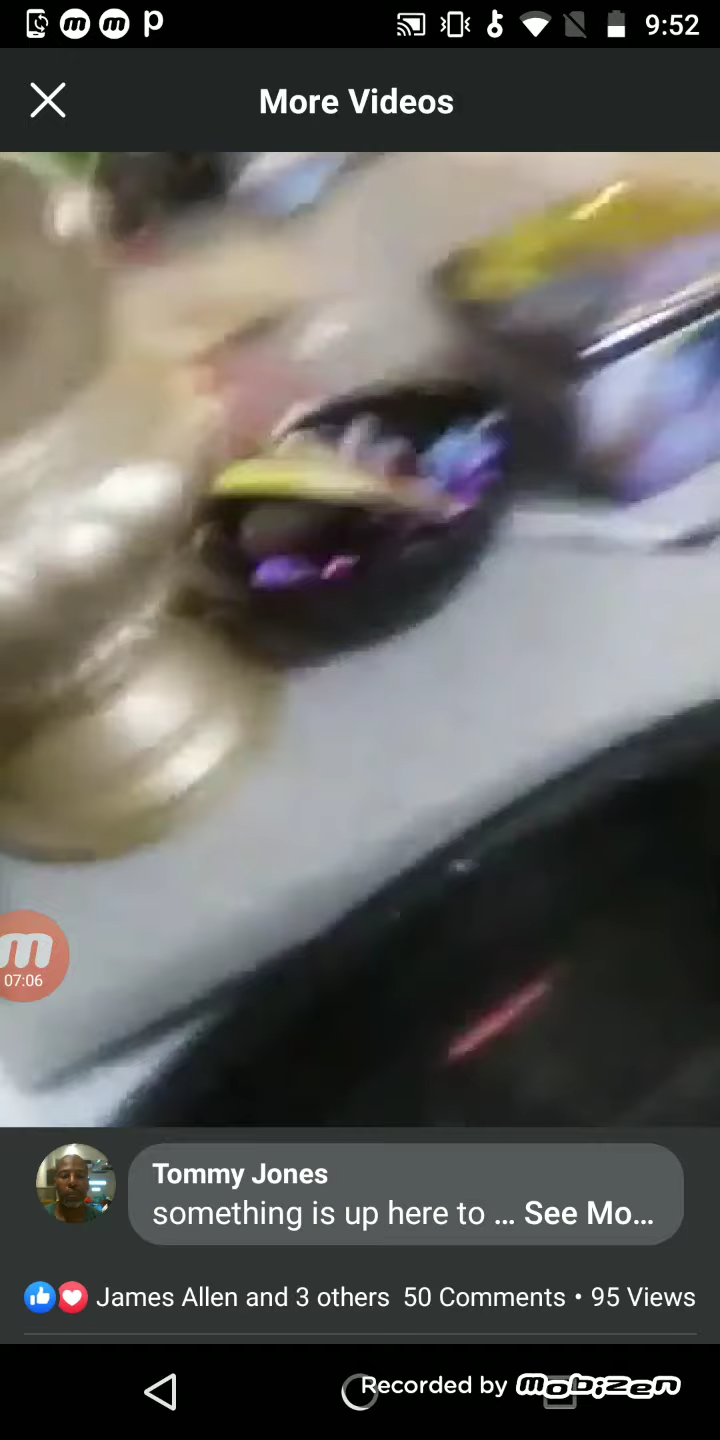 9:52
More Videos
m
07:06
Tommy Jones
something is up here to ... See Mo...
James Allen and 3 others 50 Comments • 95 Views
Recorded by mobizen